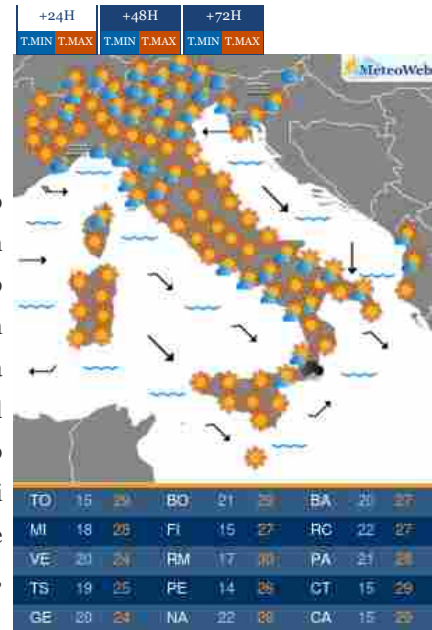 +24H +48H +72H
T.MIN T.MAX T.MIN T.MAX T.MIN T.MAX
MeteoWeb
TO 15 29 BO 21 29 BA 20 27
MI 18 28 FI 15 27 RC 22 27
VE 20 24 RM 17 30 PA 21 28
TS 19 25 PE 14 26 CT 15 29
GE 20 24 NA 22 28 CA 15